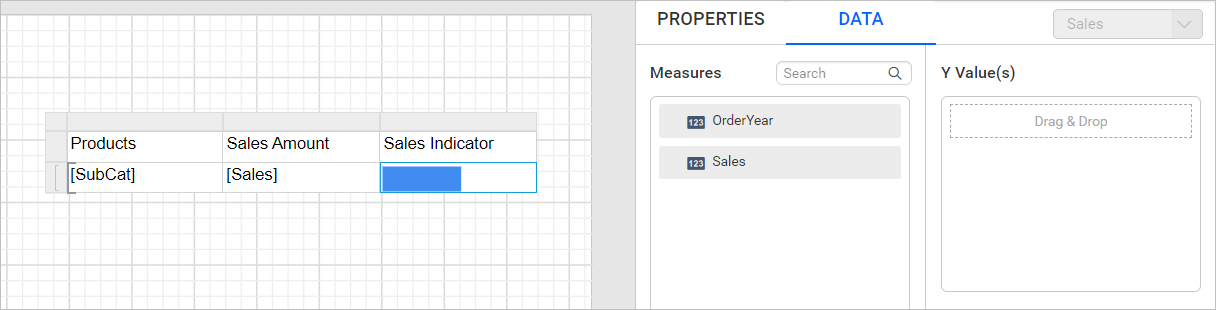 PROPERTIES DATA Sales
Measures Search Y Value(s)
123 OrderYear Drag & Drop
Products Sales Amount Sales Indicator
123 Sales
[SubCat] [Sales]